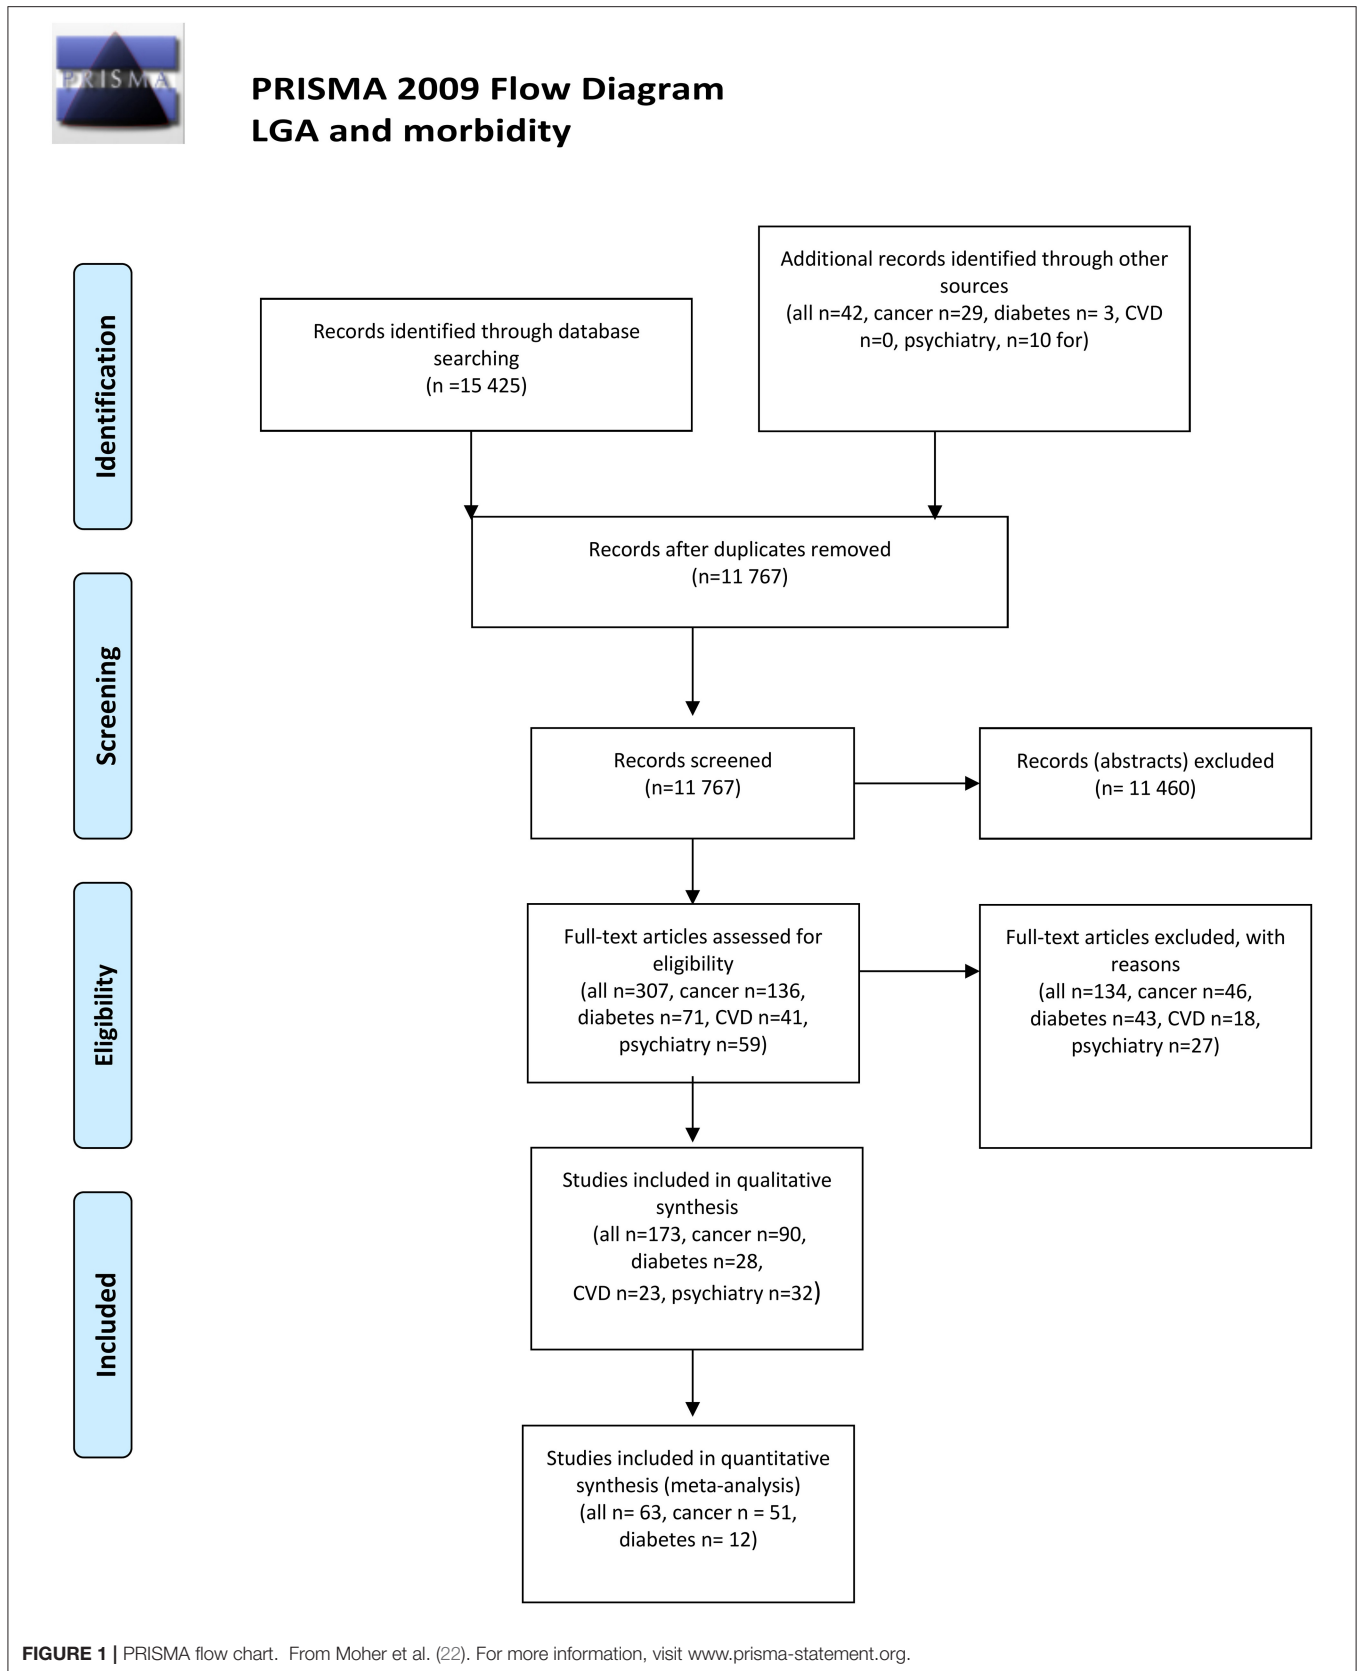 PRISMA
PRISMA 2009 Flow Diagram
LGA and morbidity
Identification
Records identified through database
searching
(n =15 425)
Additional records identified through other
sources
(all n=42, cancer n=29, diabetes n= 3, CVD
n=0, psychiatry, n=10 for)
Records after duplicates removed
(n=11 767)
Screening
Records screened
(n=11 767)
Records (abstracts) excluded
(n= 11 460)
Eligibility
Full-text articles assessed for
eligibility
(all n=307, cancer n=136,
diabetes n=71, CVD n=41,
psychiatry n=59)
Full-text articles excluded, with
reasons
(all n=134, cancer n=46,
diabetes n=43, CVD n=18,
psychiatry n=27)
Included
Studies included in qualitative
synthesis
(all n=173, cancer n=90,
diabetes n=28,
CVD n=23, psychiatry n=32)
Studies included in quantitative
synthesis (meta-analysis)
(all n= 63, cancer n = 51,
diabetes n= 12)
FIGURE 1 | PRISMA flow chart. From Moher et al. (22). For more information, visit www.prisma-statement.org.